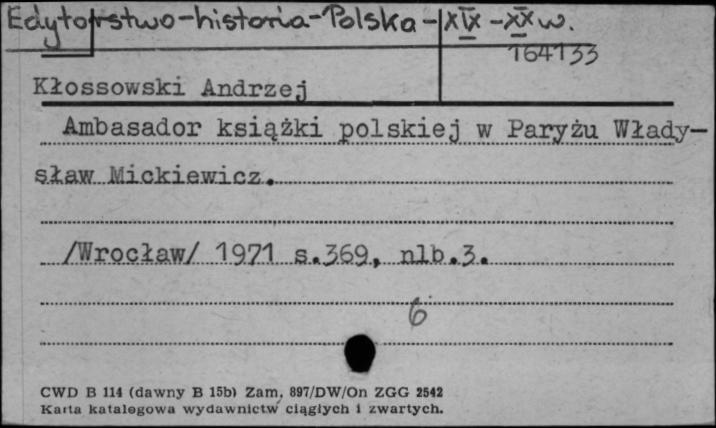 Edytorstwo-historia-Polska-XIX-XX w.
164133
Kłossowski Andrzej
Ambasador książki polskiej w Paryżu Włady-
sław Mickiewicz.
/Wrocław/ 1971 s.369, nlb.3.
6
CWD B 114 (dawny B 15b) Zam. 897/DW/On ZGG 2542
Karta katalogowa wydawnictw ciągłych i zwartych.